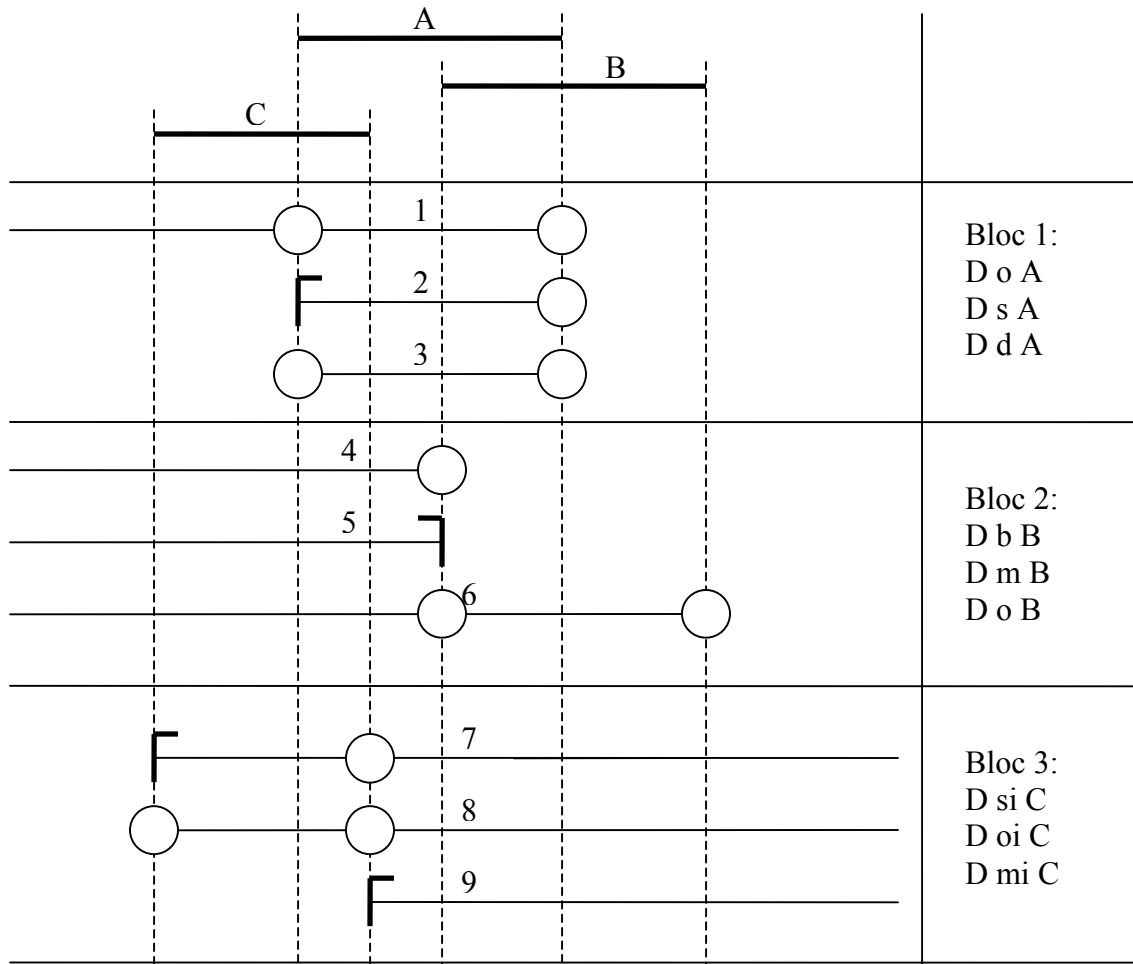 A
B
C
1
2
3
Bloc 1:
D o A
D s A
D d A
4
5
6
Bloc 2:
D b B
D m B
D o B
7
8
9
Bloc 3:
D si C
D oi C
D mi C